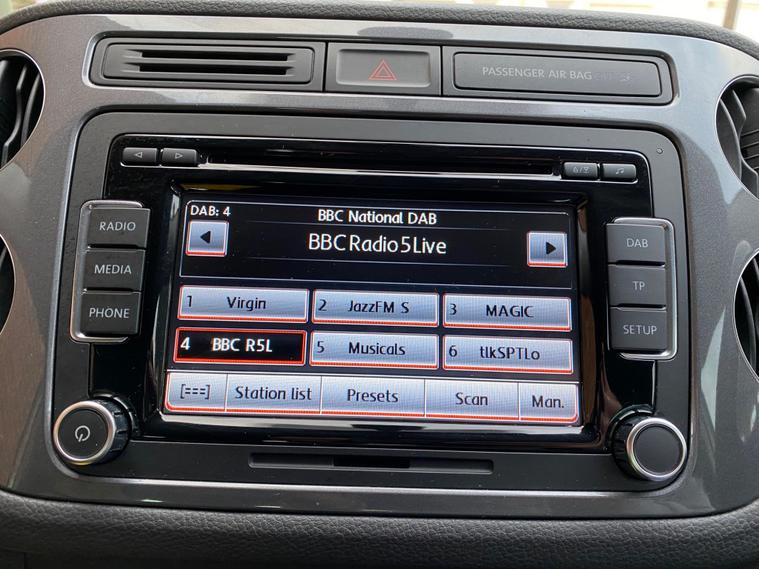 PASSENGER AIR BAG
RADIO
MEDIA
PHONE
DAB: 4
BBC National DAB
BBC Radio 5 Live
1 Virgin
2 JazzFM S
3 MAGIC
4 BBC R5L
5 Musicals
6 tlkSPTLo
[===]
Station list
Presets
Scan
Man.
DAB
TP
SETUP